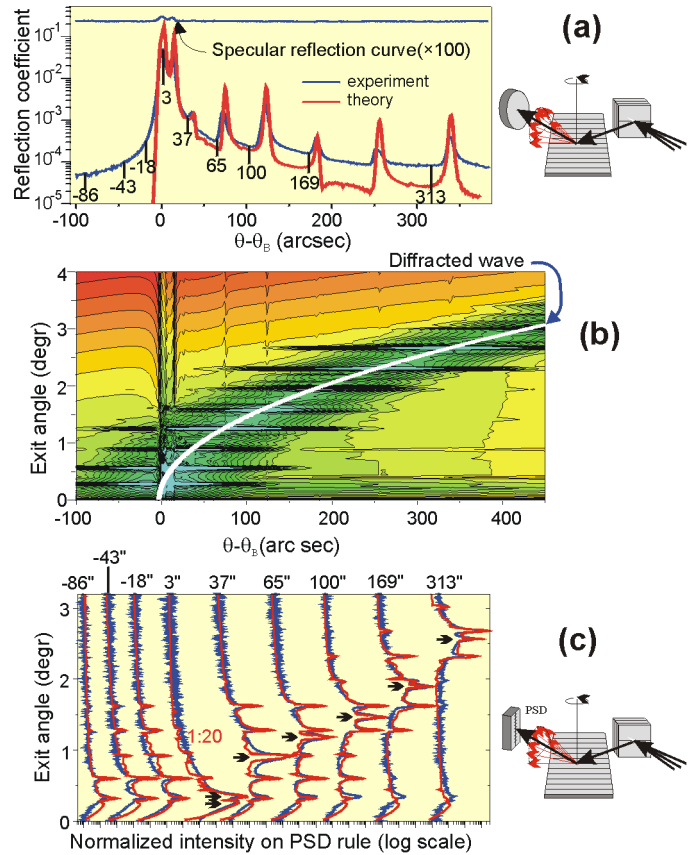 (a)
Reflection coefficient
10⁻¹
10⁻²
10⁻³
10⁻⁴
10⁻⁵
Specular reflection curve(×100)
experiment
theory
3
37
65
100
169
313
-18
-43
-86
-100 0 100 200 300
θ-θB (arcsec)
Diffracted wave
(b)
Exit angle (degr)
4
3
2
1
0
-100 0 100 200 300 400
θ-θB(arc sec)
(c)
-86" -43" -18" 3" 37" 65" 100" 169" 313"
Exit angle (degr)
3
2
1
0
1:20
PSD
Normalized intensity on PSD rule (log scale)